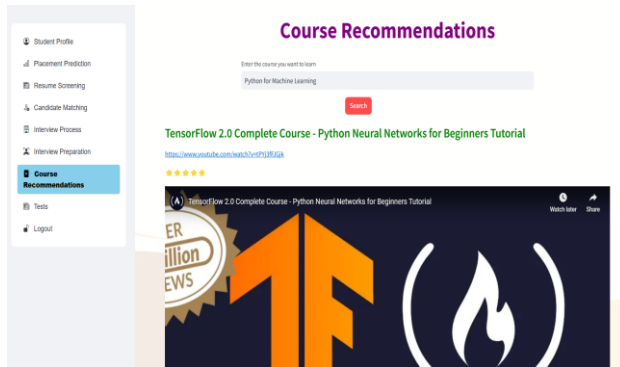 Student Profile
Placement Prediction
Resume Screening
Candidate Matching
Interview Process
Interview Preparation
Course
Recommendations
Tests
Logout
Course Recommendations
Enter the course you want to learn
Python for Machine Learning
Search
TensorFlow 2.0 Complete Course - Python Neural Networks for Beginners Tutorial
TensorFlow 2.0 Complete Course - Python Neural Networks for Beginners Tutorial
Watch later
Share
ER
illion
EWS